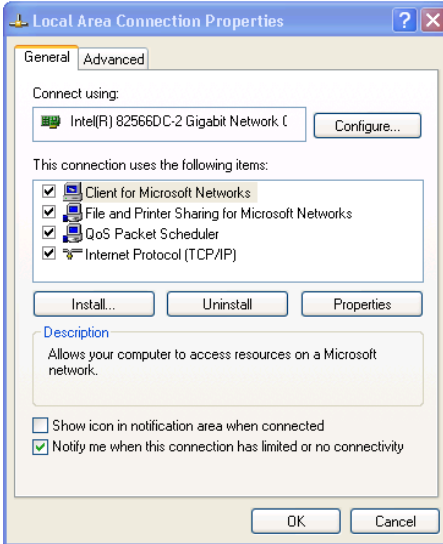 Local Area Connection Properties
General Advanced
Connect using:
Intel(R) 82566DC-2 Gigabit Network C
Configure...
This connection uses the following items:
Client for Microsoft Networks
File and Printer Sharing for Microsoft Networks
QoS Packet Scheduler
Internet Protocol (TCP/IP)
Install... Uninstall Properties
Description
Allows your computer to access resources on a Microsoft
network.
Show icon in notification area when connected
Notify me when this connection has limited or no connectivity
OK Cancel